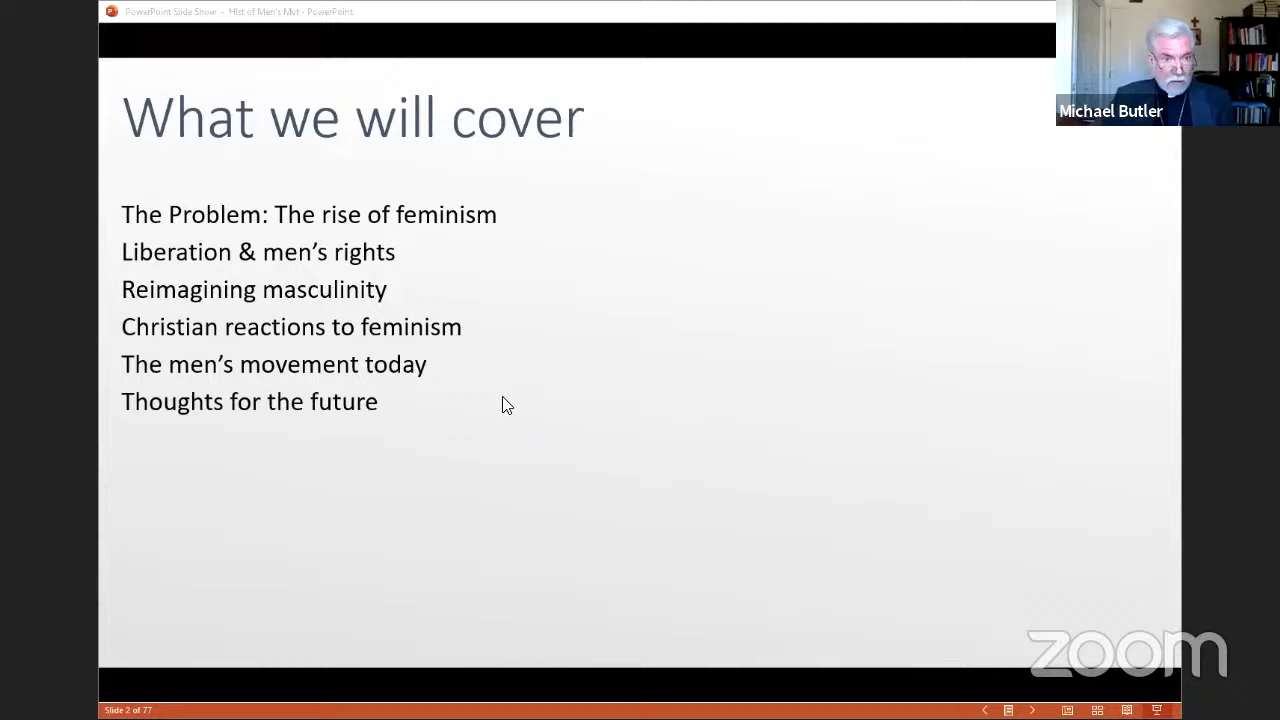 PowerPoint Slide Show - Hist of Men's Mvt - PowerPoint
Michael Butler
What we will cover
The Problem: The rise of feminism
Liberation & men's rights
Reimagining masculinity
Christian reactions to feminism
The men's movement today
Thoughts for the future
zoom
Slide 2 of 77